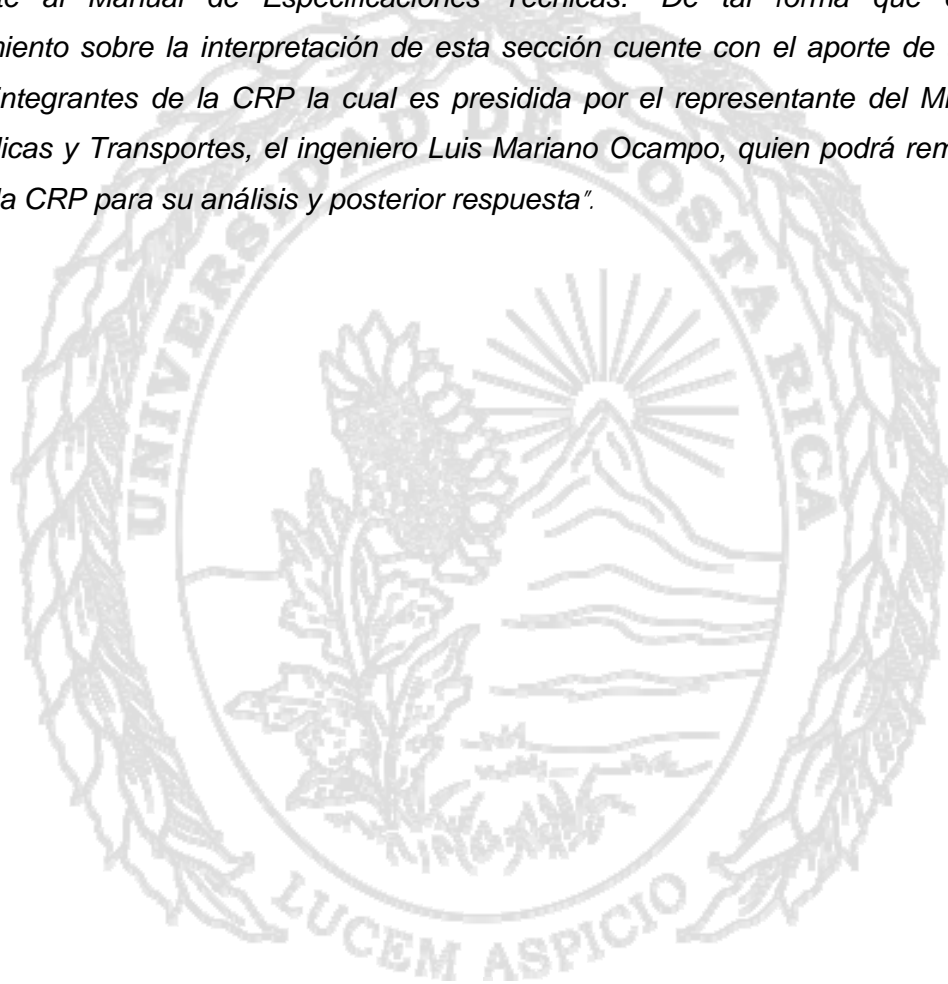 te al Manual de Especificaciones Técnicas. De tal forma que
miento sobre la interpretación de esta sección cuente con el aporte de
integrantes de la CRP la cual es presidida por el representante del
licas y Transportes, el ingeniero Luis Mariano Ocampo, quien podrá rem
la CRP para su análisis y posterior respuesta".
UNIVERSIDAD DE COSTA RICA
LUCEM ASPICIO